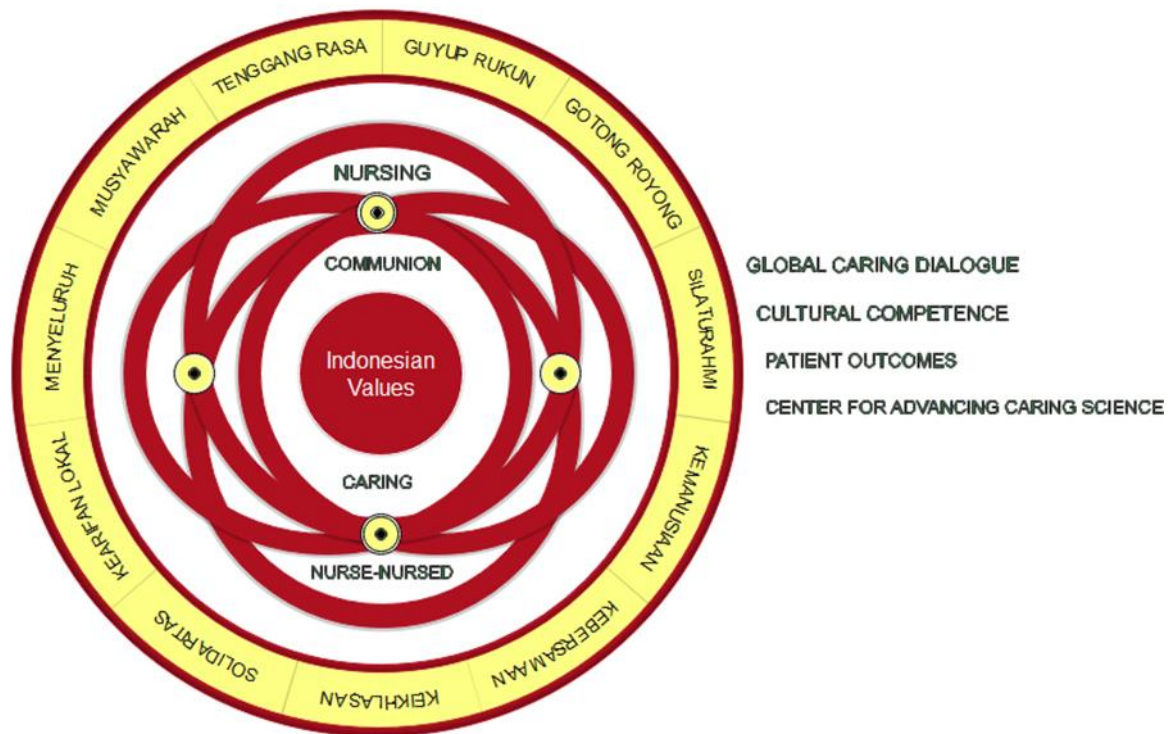 TENGGANG RASA
GUYUP RUKUN
GOTONG ROYONG
SILATURAHMI
KEMANUSIAAN
KEBERSAMAAN
KEIKHLASAN
SOLIDARITAS
KEARIFAN LOKAL
MENYELURUH
MUSYAWARAH
NURSING
COMMUNION
Indonesian
Values
CARING
NURSE-NURSED
GLOBAL CARING DIALOGUE
CULTURAL COMPETENCE
PATIENT OUTCOMES
CENTER FOR ADVANCING CARING SCIENCE